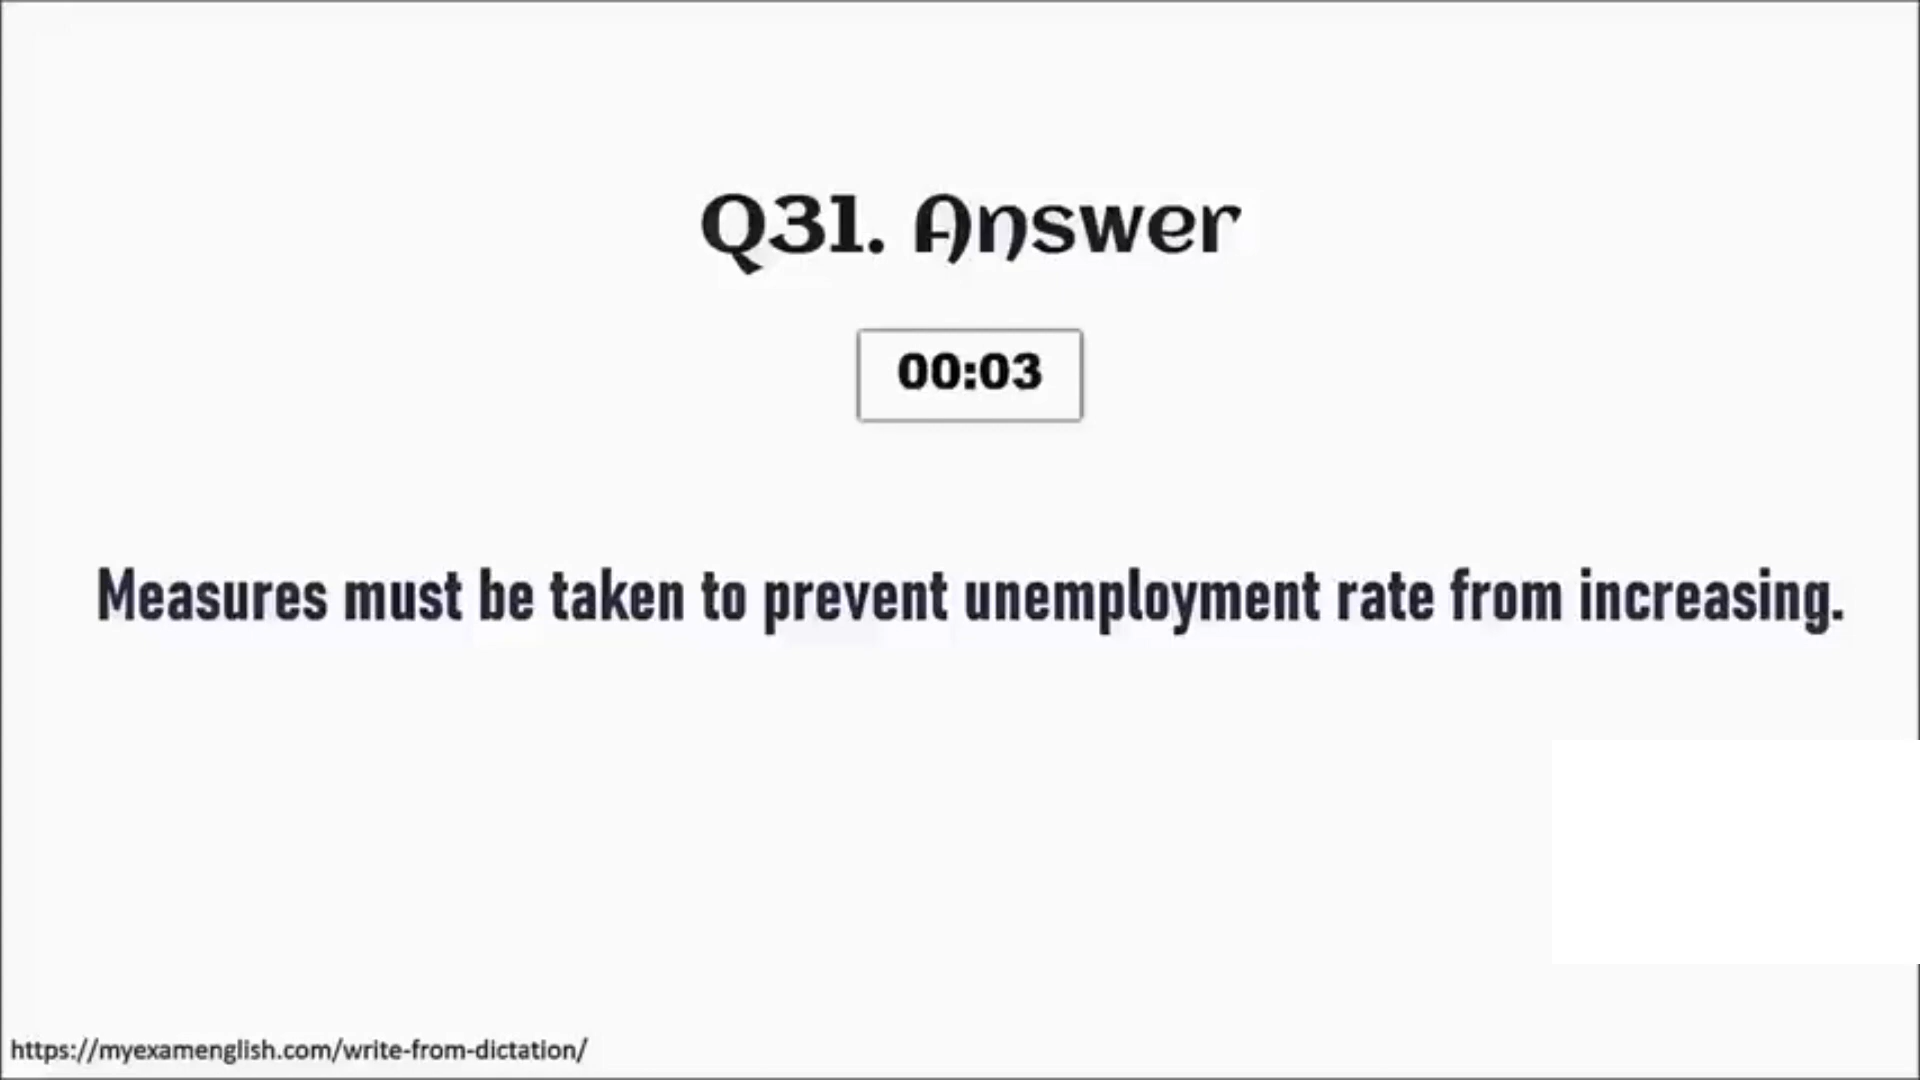 Q31. Answer
00:03
Measures must be taken to prevent unemployment rate from increasing.
https://myexamenglish.com/write-from-dictation/